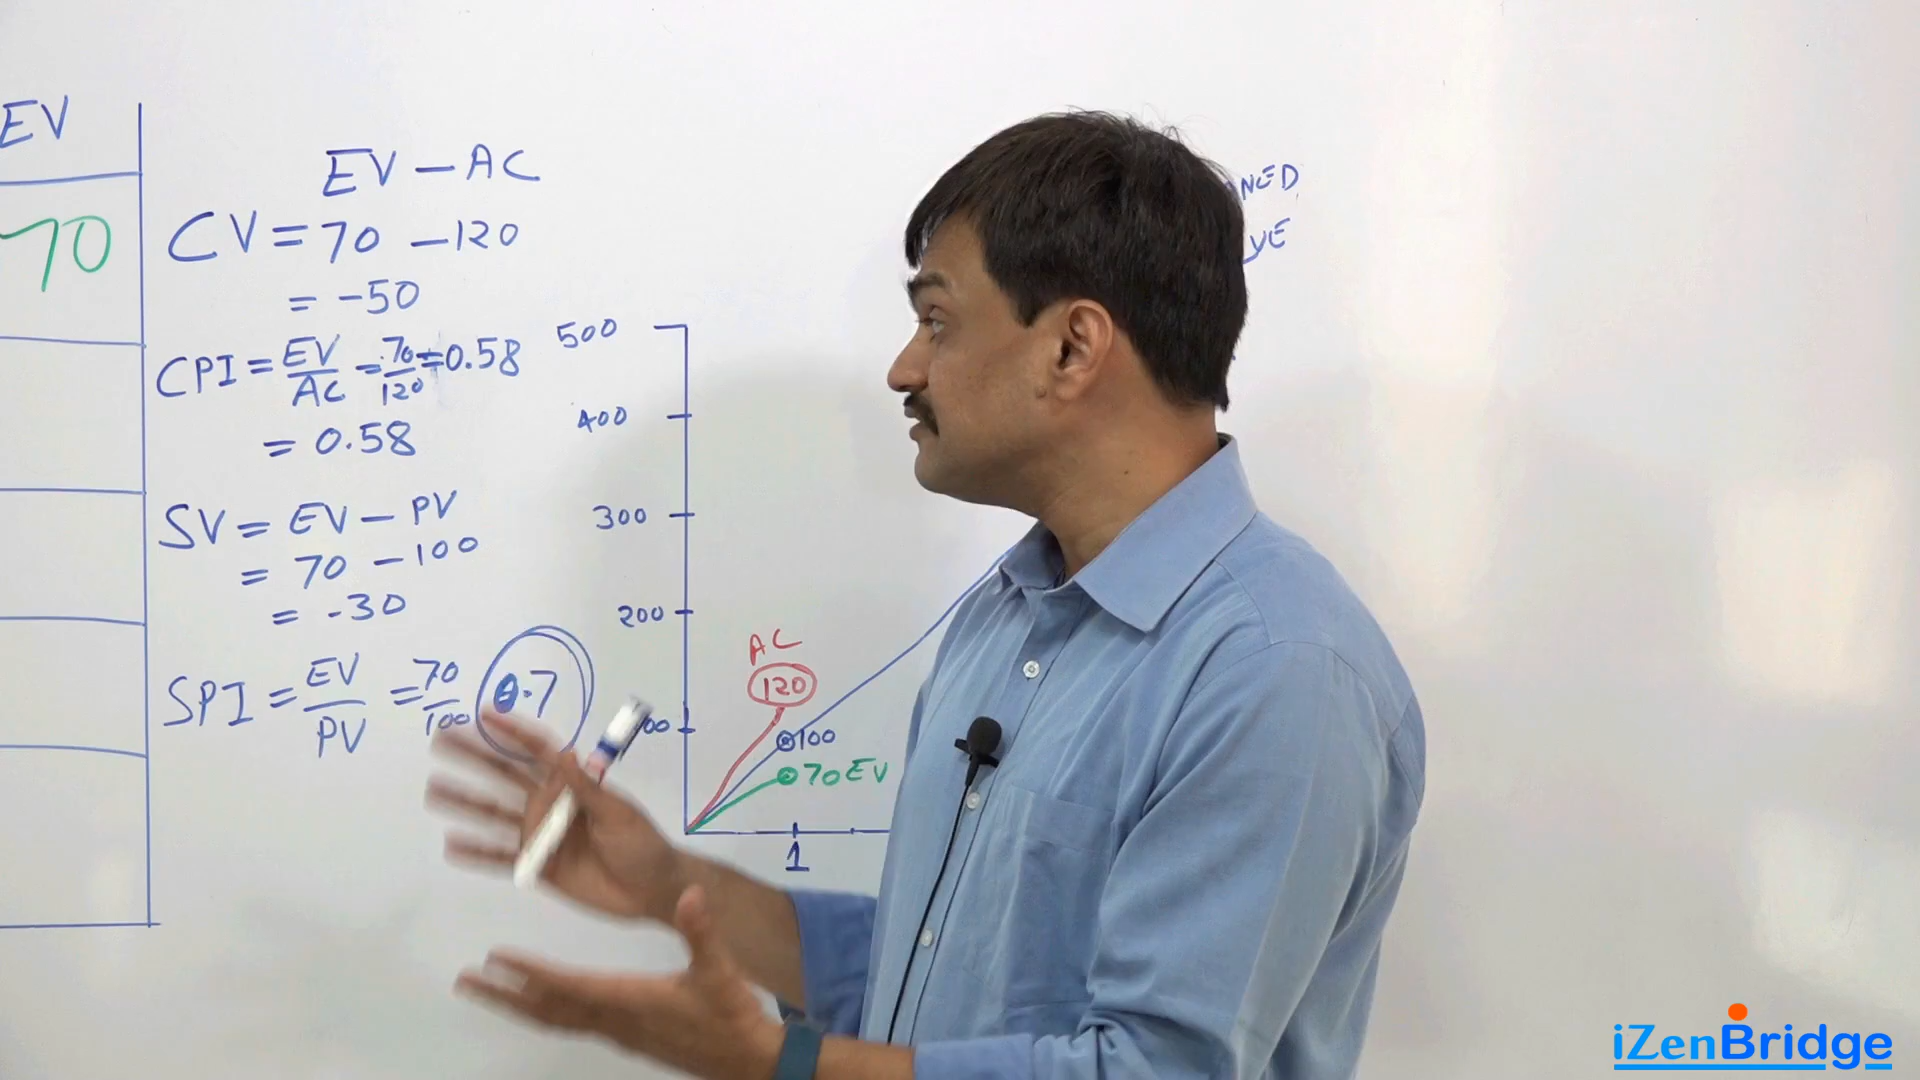 EV
70
EV - AC
CV = 70 - 120
= -50
CPI = EV/AC = 70/120 = 0.58
= 0.58
SV = EV - PV
= 70 - 100
= -30
SPI = EV/PV = 70/100 0.7
500
400
300
200
00
AC
120
100
70 EV
1
NED
iZenBridge